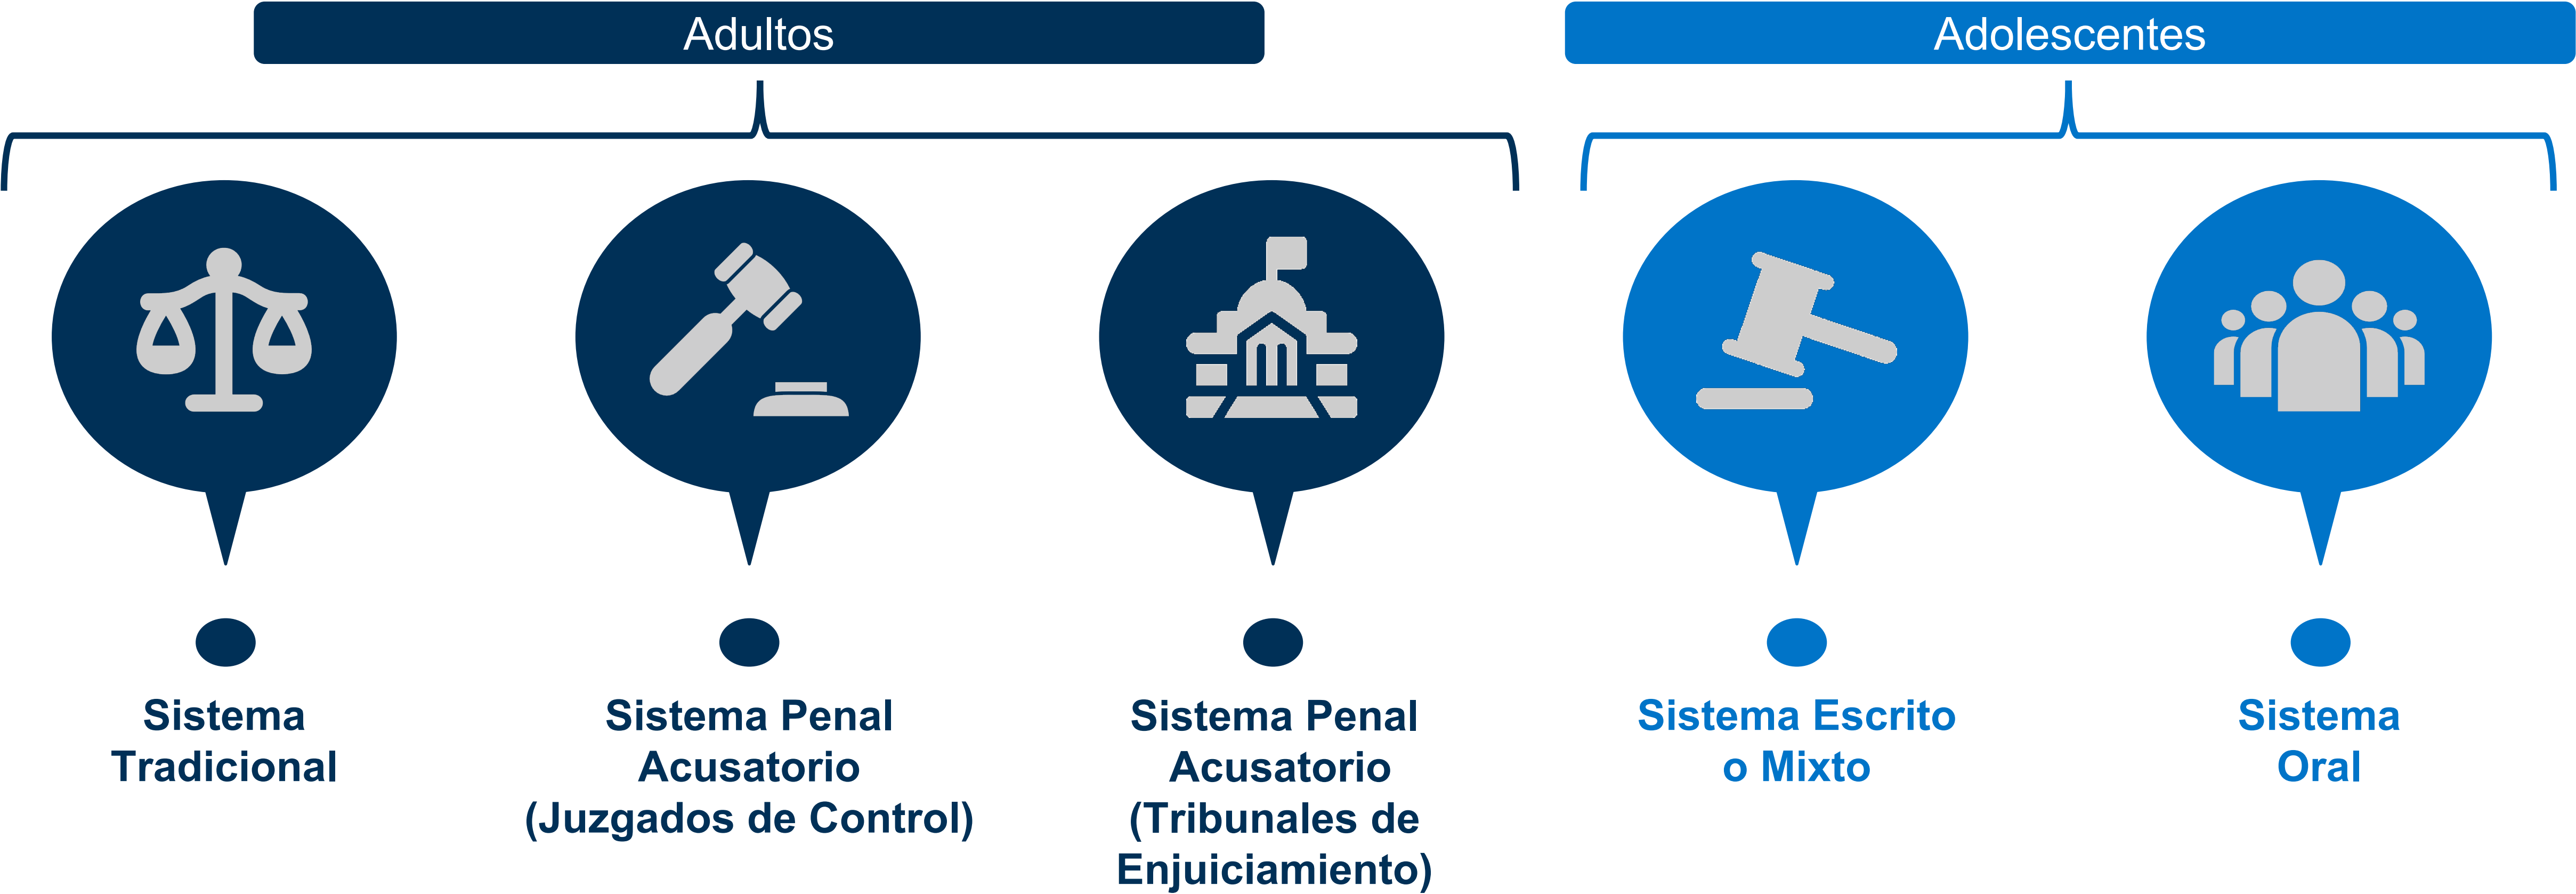 Adultos
Adolescentes
Sistema
Tradicional
Sistema Penal
Acusatorio
(Juzgados de Control)
Sistema Penal
Acusatorio
(Tribunales de
Enjuiciamiento)
Sistema Escrito
o Mixto
Sistema
Oral